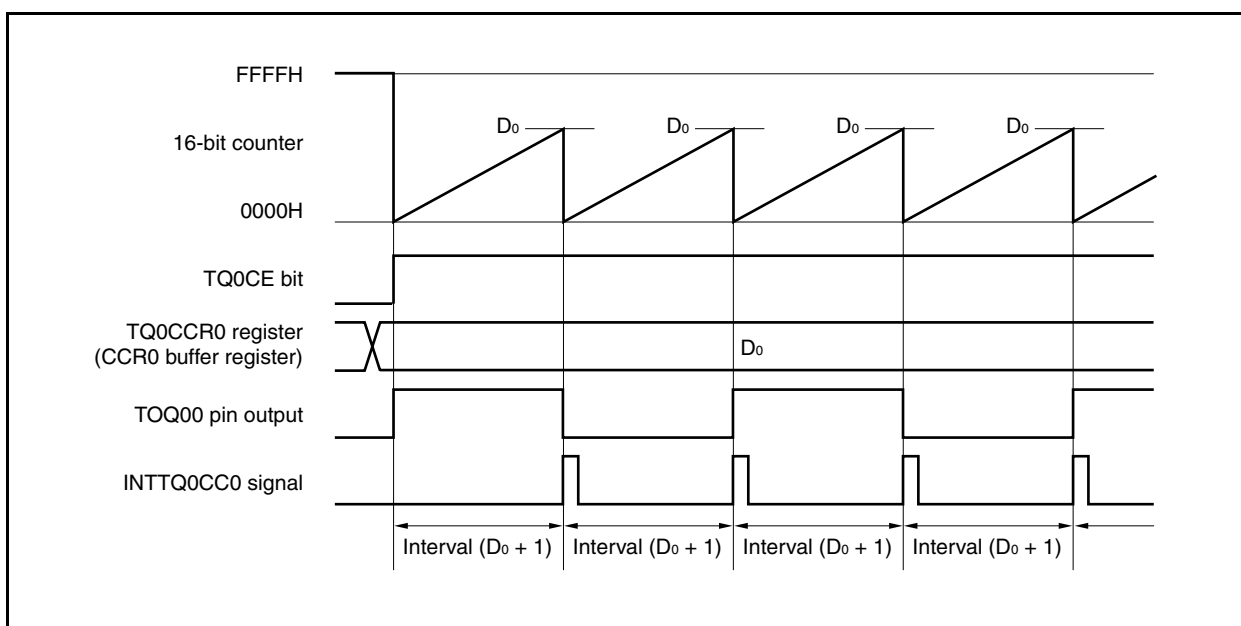 FFFFH
D0 D0 D0 D0
16-bit counter
0000H
TQ0CE bit
TQ0CCR0 register
(CCR0 buffer register)
D0
TOQ00 pin output
INTTQ0CC0 signal
Interval (D0 + 1) Interval (D0 + 1) Interval (D0 + 1) Interval (D0 + 1)